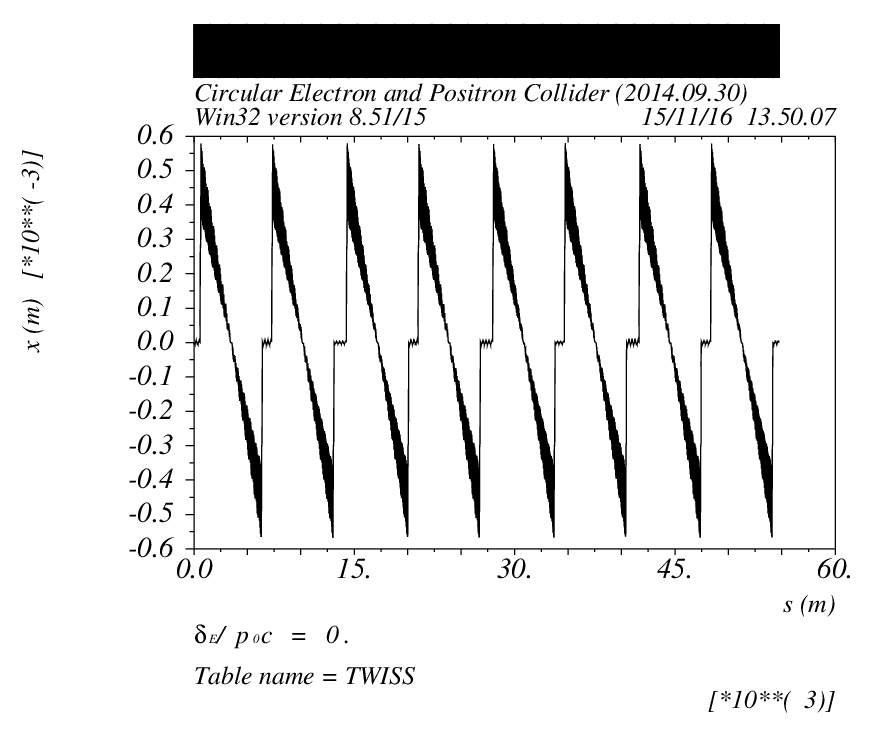 Circular Electron and Positron Collider (2014.09.30)
Win32 version 8.51/15 15/11/16 13.50.07
x (m) [*10**( -3)]
0.6
0.5
0.4
0.3
0.2
0.1
0.0
-0.1
-0.2
-0.3
-0.4
-0.5
-0.6
0.0 15. 30. 45. 60.
s (m)
δE/ p0c = 0.
Table name = TWISS
[*10**( 3)]